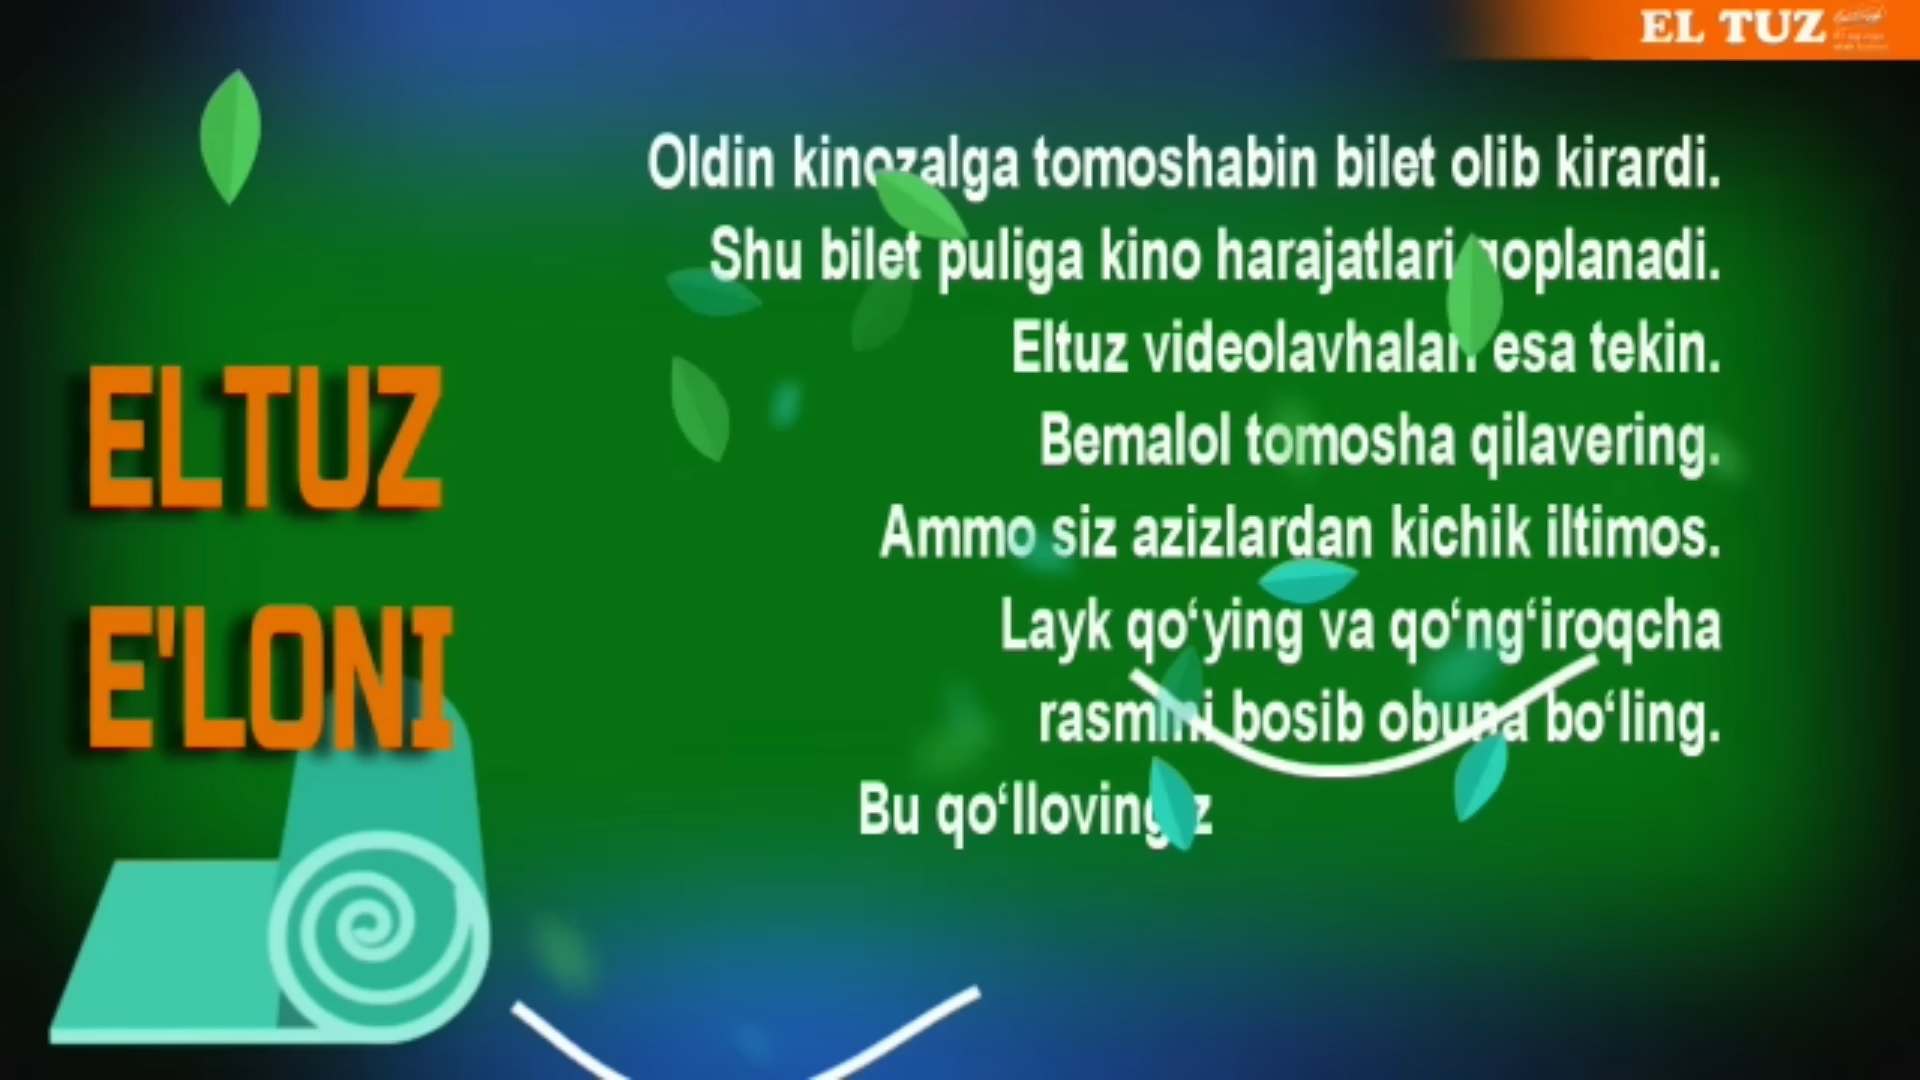 EL TUZ
Oldin kinozalga tomoshabin bilet olib kirardi.
Shu bilet puliga kino harajatlari qoplanadi.
Eltuz videolavhalari esa tekin.
Bemalol tomosha qilavering.
Ammo siz azizlardan kichik iltimos.
Layk qo‘ying va qo‘ng‘iroqcha
rasmini bosib obuna bo‘ling.
Bu qo‘llovingiz
ELTUZ
E'LONI